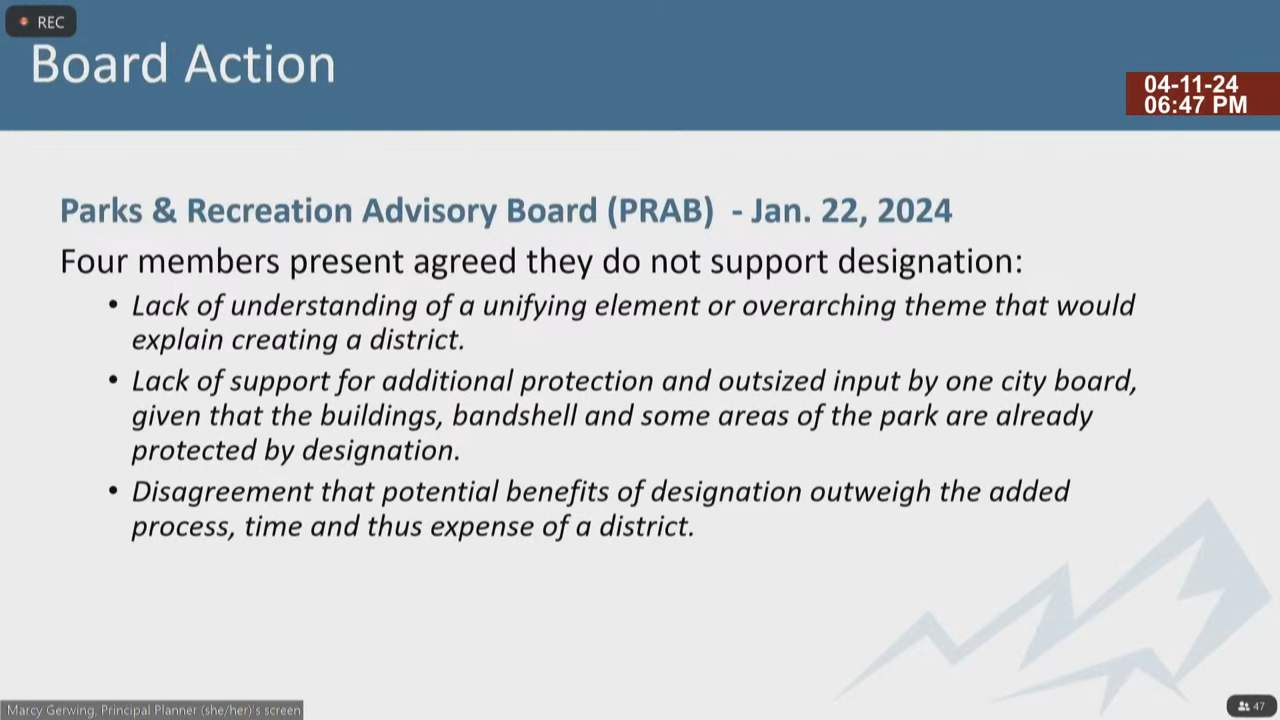 REC
Board Action
04-11-24
06:47 PM
Parks & Recreation Advisory Board (PRAB)  - Jan. 22, 2024
Four members present agreed they do not support designation:
• Lack of understanding of a unifying element or overarching theme that would
explain creating a district.
• Lack of support for additional protection and outsized input by one city board,
given that the buildings, bandshell and some areas of the park are already
protected by designation.
• Disagreement that potential benefits of designation outweigh the added
process, time and thus expense of a district.
Marcy Gerwing, Principal Planner (she/her)'s screen
47